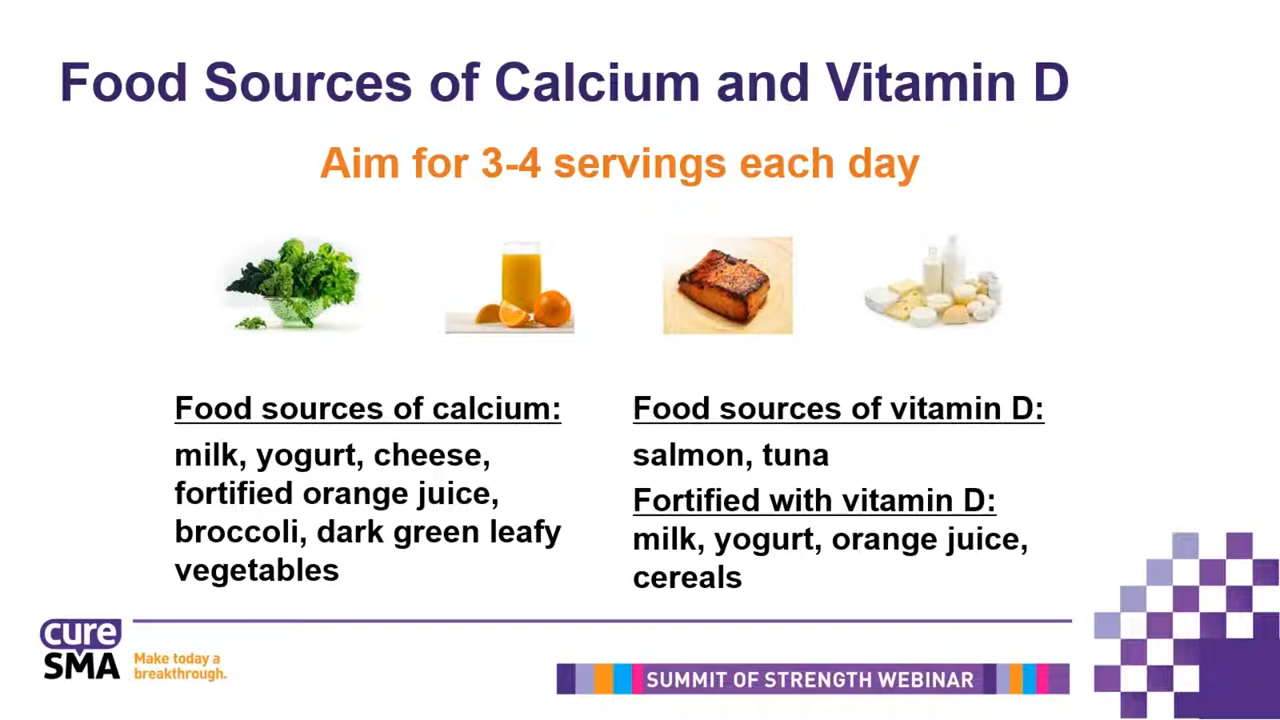 Food Sources of Calcium and Vitamin D
Aim for 3-4 servings each day
Food sources of calcium:
milk, yogurt, cheese,
fortified orange juice,
broccoli, dark green leafy
vegetables
Food sources of vitamin D:
salmon, tuna
Fortified with vitamin D:
milk, yogurt, orange juice,
cereals
cure
SMA
Make today a
breakthrough.
SUMMIT OF STRENGTH WEBINAR